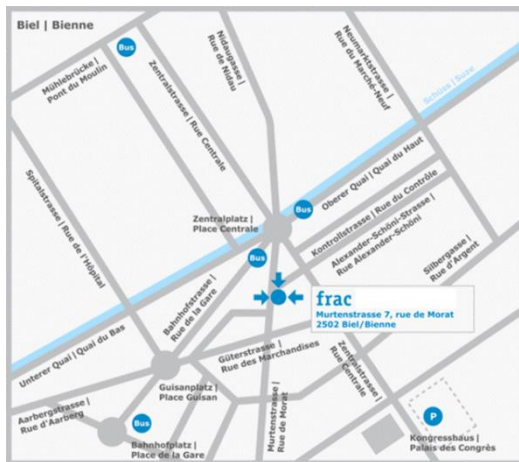 Biel | Bienne
Bus
Mühlebrücke |
Pont du Moulin
Zentralstrasse |
Rue Centrale
Nidaugasse |
Rue de Nidau
Neumarktstrasse |
Rue du Marché-Neuf
Schüss | Suze
Spitalstrasse |
Rue de l'Hôpital
Zentralplatz |
Place Centrale
Bus
Oberer Quai | Quai du Haut
Kontrollstrasse | Rue du Contrôle
Alexander-Schöni-Strasse |
Rue Alexander-Schöni
Silbergasse |
Rue d'Argent
Bus
Bahnhofstrasse |
Rue de la Gare
frac
Murtenstrasse 7, rue de Morat
2502 Biel/Bienne
Unterer Quai | Quai du Bas
Güterstrasse |
Rue des Marchandises
Zentralstrasse |
Rue Centrale
Guisanplatz |
Place Guisan
Murtenstrasse |
Rue de Morat
Aarbergstrasse |
Rue d'Aarberg
Bus
Bahnhofplatz |
Place de la Gare
P
Kongresshaus |
Palais des Congrès